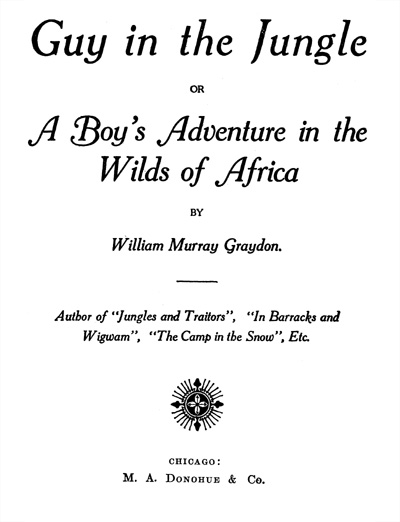 Guy in the Jungle
OR
A Boy's Adventure in the
Wilds of Africa
BY
William Murray Graydon.
Author of "Jungles and Traitors", "In Barracks and
Wigwam", "The Camp in the Snow", Etc.
CHICAGO:
M. A. DONOHUE & CO.